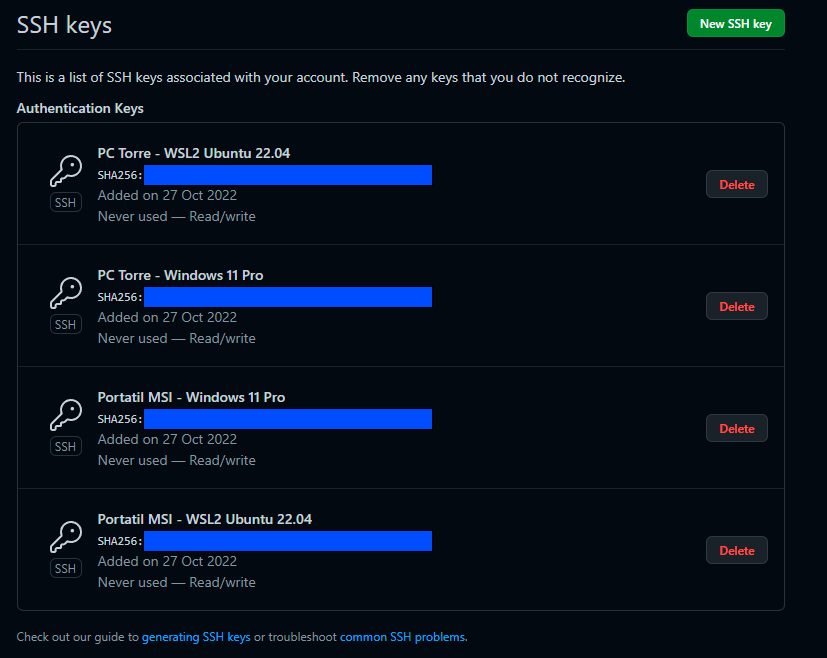 SSH keys
New SSH key
This is a list of SSH keys associated with your account. Remove any keys that you do not recognize.
Authentication Keys
PC Torre - WSL2 Ubuntu 22.04
SHA256:
Added on 27 Oct 2022
Never used — Read/write
SSH
Delete
PC Torre - Windows 11 Pro
SHA256:
Added on 27 Oct 2022
Never used — Read/write
SSH
Delete
Portatil MSI - Windows 11 Pro
SHA256:
Added on 27 Oct 2022
Never used — Read/write
SSH
Delete
Portatil MSI - WSL2 Ubuntu 22.04
SHA256:
Added on 27 Oct 2022
Never used — Read/write
SSH
Delete
Check out our guide to generating SSH keys or troubleshoot common SSH problems.